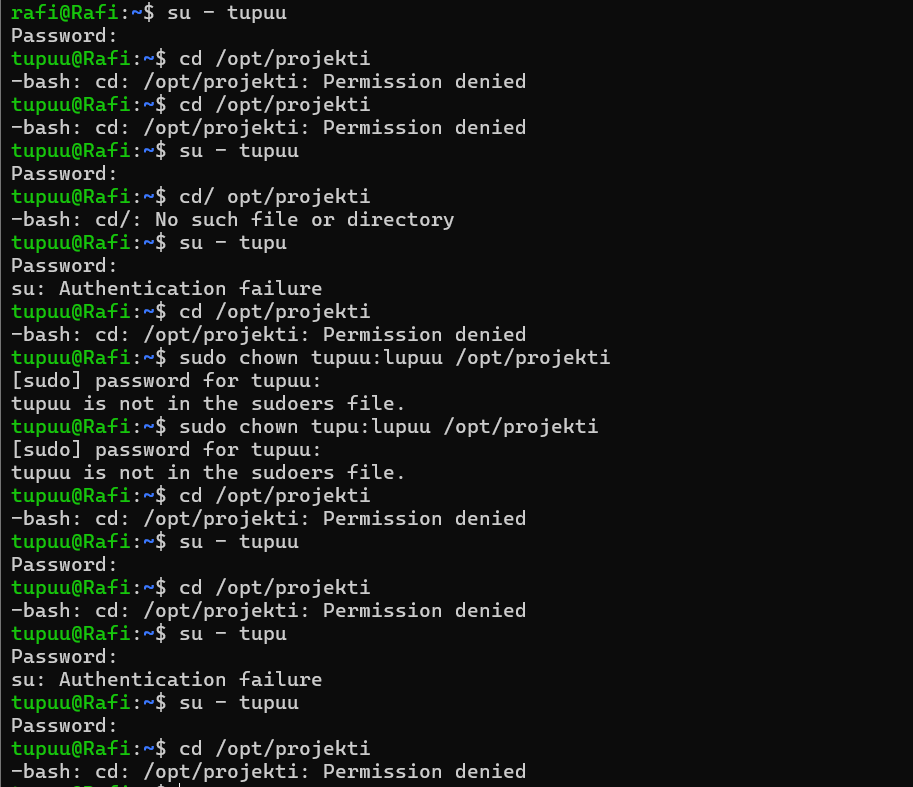 rafi@Rafi:~$ su - tupuu
Password:
tupuu@Rafi:~$ cd /opt/projekti
-bash: cd: /opt/projekti: Permission denied
tupuu@Rafi:~$ cd /opt/projekti
-bash: cd: /opt/projekti: Permission denied
tupuu@Rafi:~$ su - tupuu
Password:
tupuu@Rafi:~$ cd/ opt/projekti
-bash: cd/: No such file or directory
tupuu@Rafi:~$ su - tupu
Password:
su: Authentication failure
tupuu@Rafi:~$ cd /opt/projekti
-bash: cd: /opt/projekti: Permission denied
tupuu@Rafi:~$ sudo chown tupuu:lupuu /opt/projekti
[sudo] password for tupuu:
tupuu is not in the sudoers file.
tupuu@Rafi:~$ sudo chown tupu:lupuu /opt/projekti
[sudo] password for tupuu:
tupuu is not in the sudoers file.
tupuu@Rafi:~$ cd /opt/projekti
-bash: cd: /opt/projekti: Permission denied
tupuu@Rafi:~$ su - tupuu
Password:
tupuu@Rafi:~$ cd /opt/projekti
-bash: cd: /opt/projekti: Permission denied
tupuu@Rafi:~$ su - tupu
Password:
su: Authentication failure
tupuu@Rafi:~$ su - tupuu
Password:
tupuu@Rafi:~$ cd /opt/projekti
-bash: cd: /opt/projekti: Permission denied